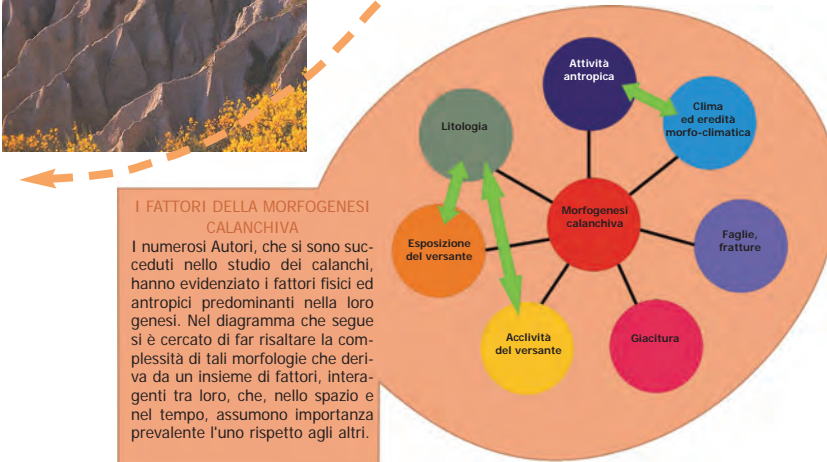 I FATTORI DELLA MORFOGENESI
CALANCHIVA
I numerosi Autori, che si sono suc-
ceduti nello studio dei calanchi,
hanno evidenziato i fattori fisici ed
antropici predominanti nella loro
genesi. Nel diagramma che segue
si è cercato di far risaltare la com-
plessità di tali morfologie che deri-
va da un insieme di fattori, intera-
genti tra loro, che, nello spazio e
nel tempo, assumono importanza
prevalente l'uno rispetto agli altri.
Attività
antropica
Clima
ed eredità
morfo-climatica
Litologia
Morfogenesi
calanchiva
Faglie,
fratture
Esposizione
del versante
Acclività
del versante
Giacitura